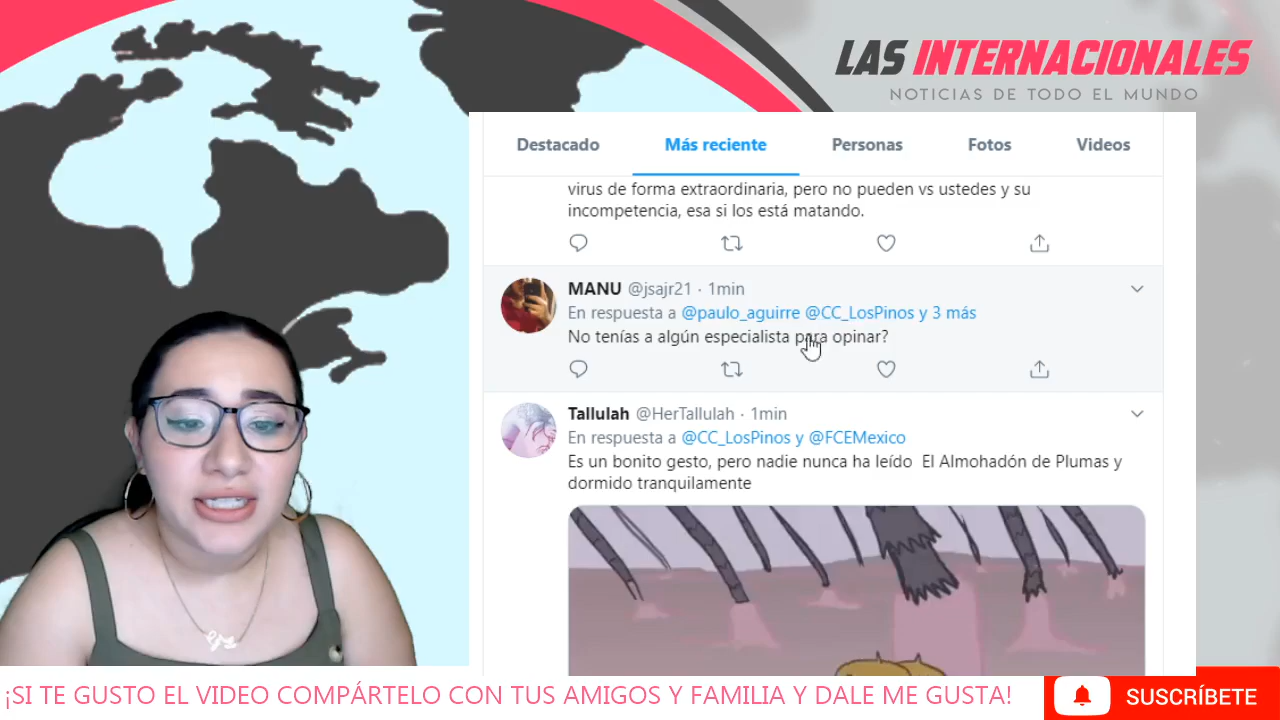 LAS INTERNACIONALES
NOTICIAS DE TODO EL MUNDO
Destacado Más reciente Personas Fotos Videos
virus de forma extraordinaria, pero no pueden vs ustedes y su
incompetencia, esa si los está matando.
MANU @jsajr21 · 1min
En respuesta a @paulo_aguirre @CC_LosPinos y 3 más
No tenías a algún especialista para opinar?
Tallulah @HerTallulah · 1min
En respuesta a @CC_LosPinos y @FCEMexico
Es un bonito gesto, pero nadie nunca ha leído El Almohadón de Plumas y
dormido tranquilamente
¡SI TE GUSTO EL VIDEO COMPÁRTELO CON TUS AMIGOS Y FAMILIA Y DALE ME GUSTA!
SUSCRÍBETE